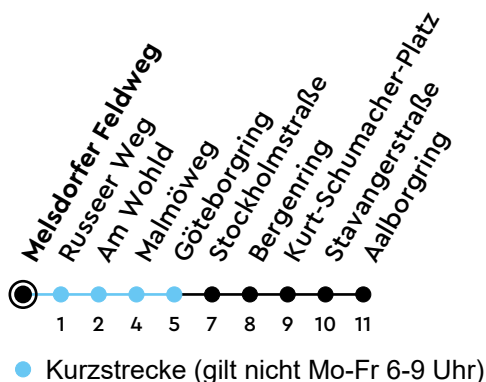 Melsdorfer Feldweg
Russeer Weg
Am Wohld
Malmöweg
Göteborgring
Stockholmstraße
Bergenring
Kurt-Schumacher-Platz
Stavangerstraße
Aalborgring
1 2 4 5 7 8 9 10 11
Kurzstrecke (gilt nicht Mo-Fr 6-9 Uhr)